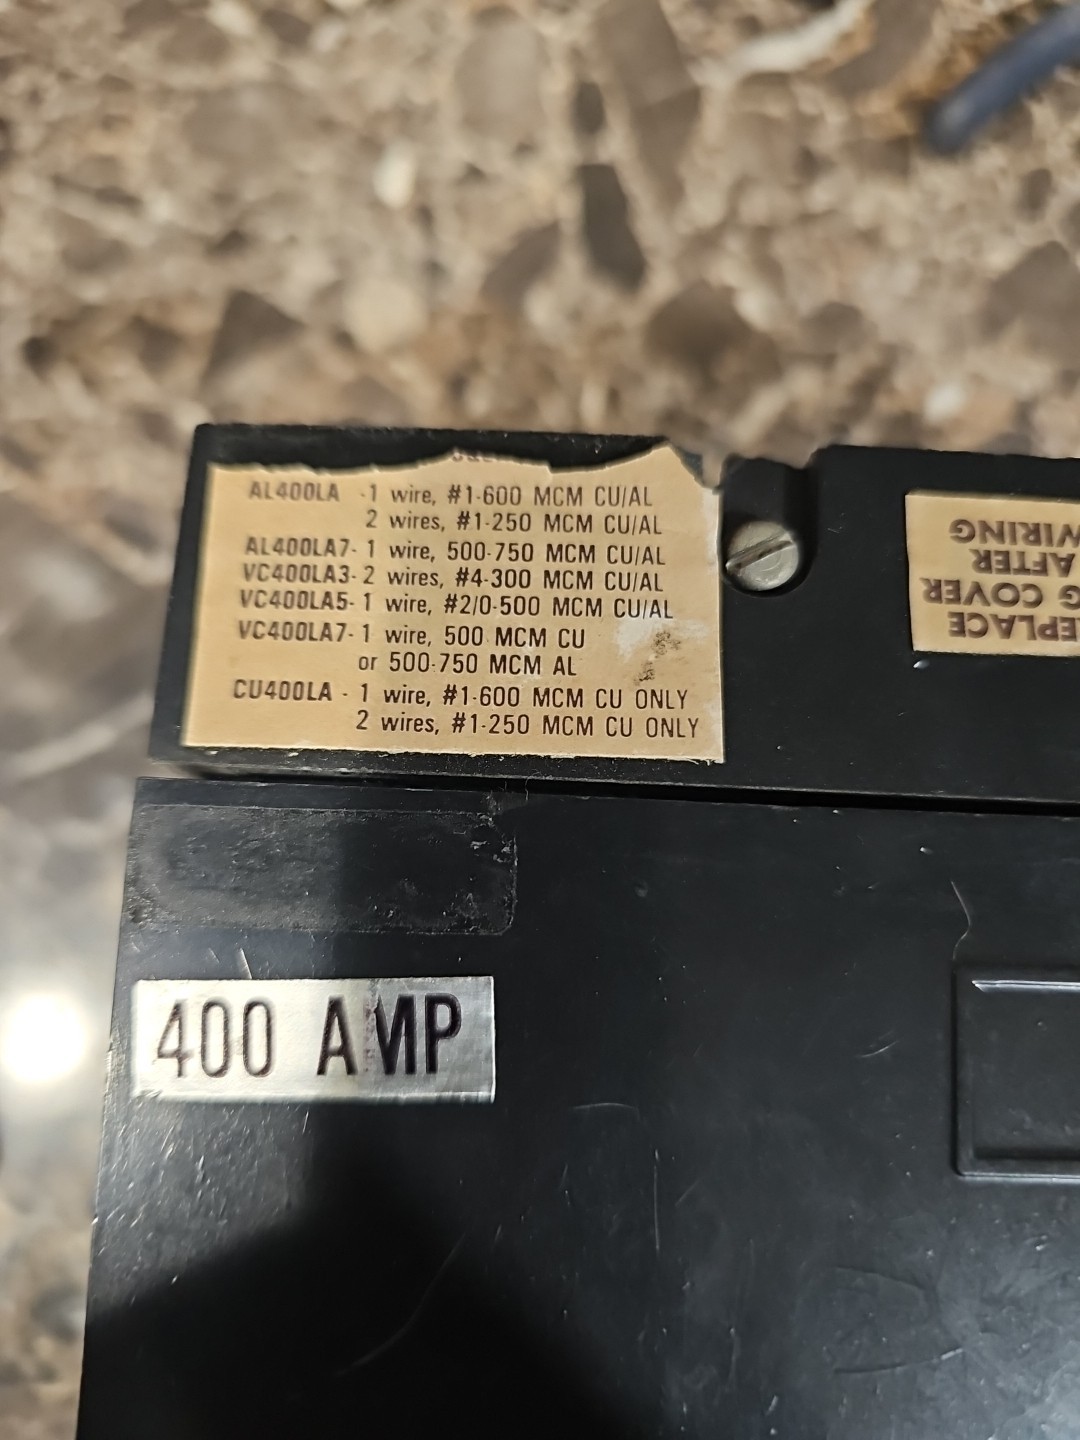 AL400LA -1 wire, #1-600 MCM CU/AL
2 wires, #1-250 MCM CU/AL
AL400LA7- 1 wire, 500-750 MCM CU/AL
VC400LA3- 2 wires, #4-300 MCM CU/AL
VC400LA5- 1 wire, #2/0-500 MCM CU/AL
VC400LA7- 1 wire, 500 MCM CU
or 500-750 MCM AL
CU400LA - 1 wire, #1-600 MCM CU ONLY
2 wires, #1-250 MCM CU ONLY
EPLACE
G COVER
AFTER
WIRING
400 AMP